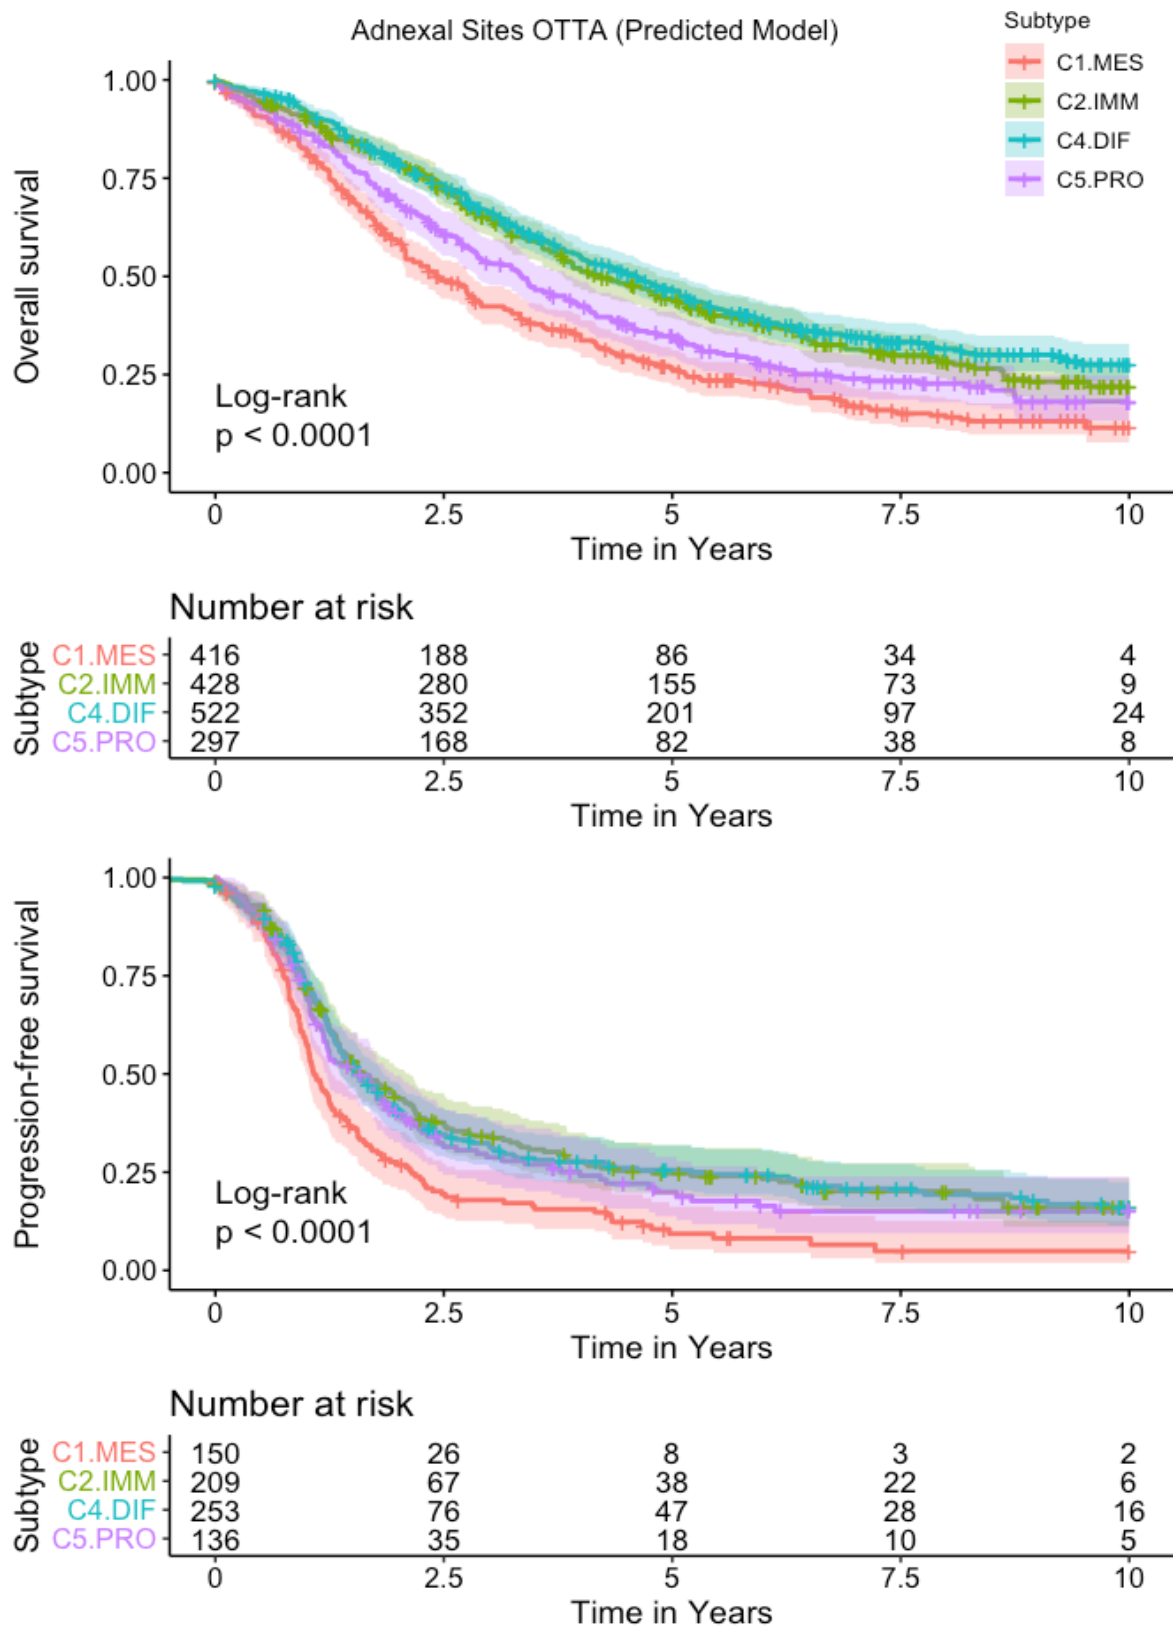 Adnexal Sites OTTA (Predicted Model)
Subtype
C1.MES
C2.IMM
C4.DIF
C5.PRO
Overall survival
1.00
0.75
0.50
0.25
0.00
Log-rank
p < 0.0001
0 2.5 5 7.5 10
Time in Years
Number at risk
Subtype
C1.MES 416 188 86 34 4
C2.IMM 428 280 155 73 9
C4.DIF 522 352 201 97 24
C5.PRO 297 168 82 38 8
0 2.5 5 7.5 10
Time in Years
Progression-free survival
1.00
0.75
0.50
0.25
0.00
Log-rank
p < 0.0001
0 2.5 5 7.5 10
Time in Years
Number at risk
Subtype
C1.MES 150 26 8 3 2
C2.IMM 209 67 38 22 6
C4.DIF 253 76 47 28 16
C5.PRO 136 35 18 10 5
0 2.5 5 7.5 10
Time in Years